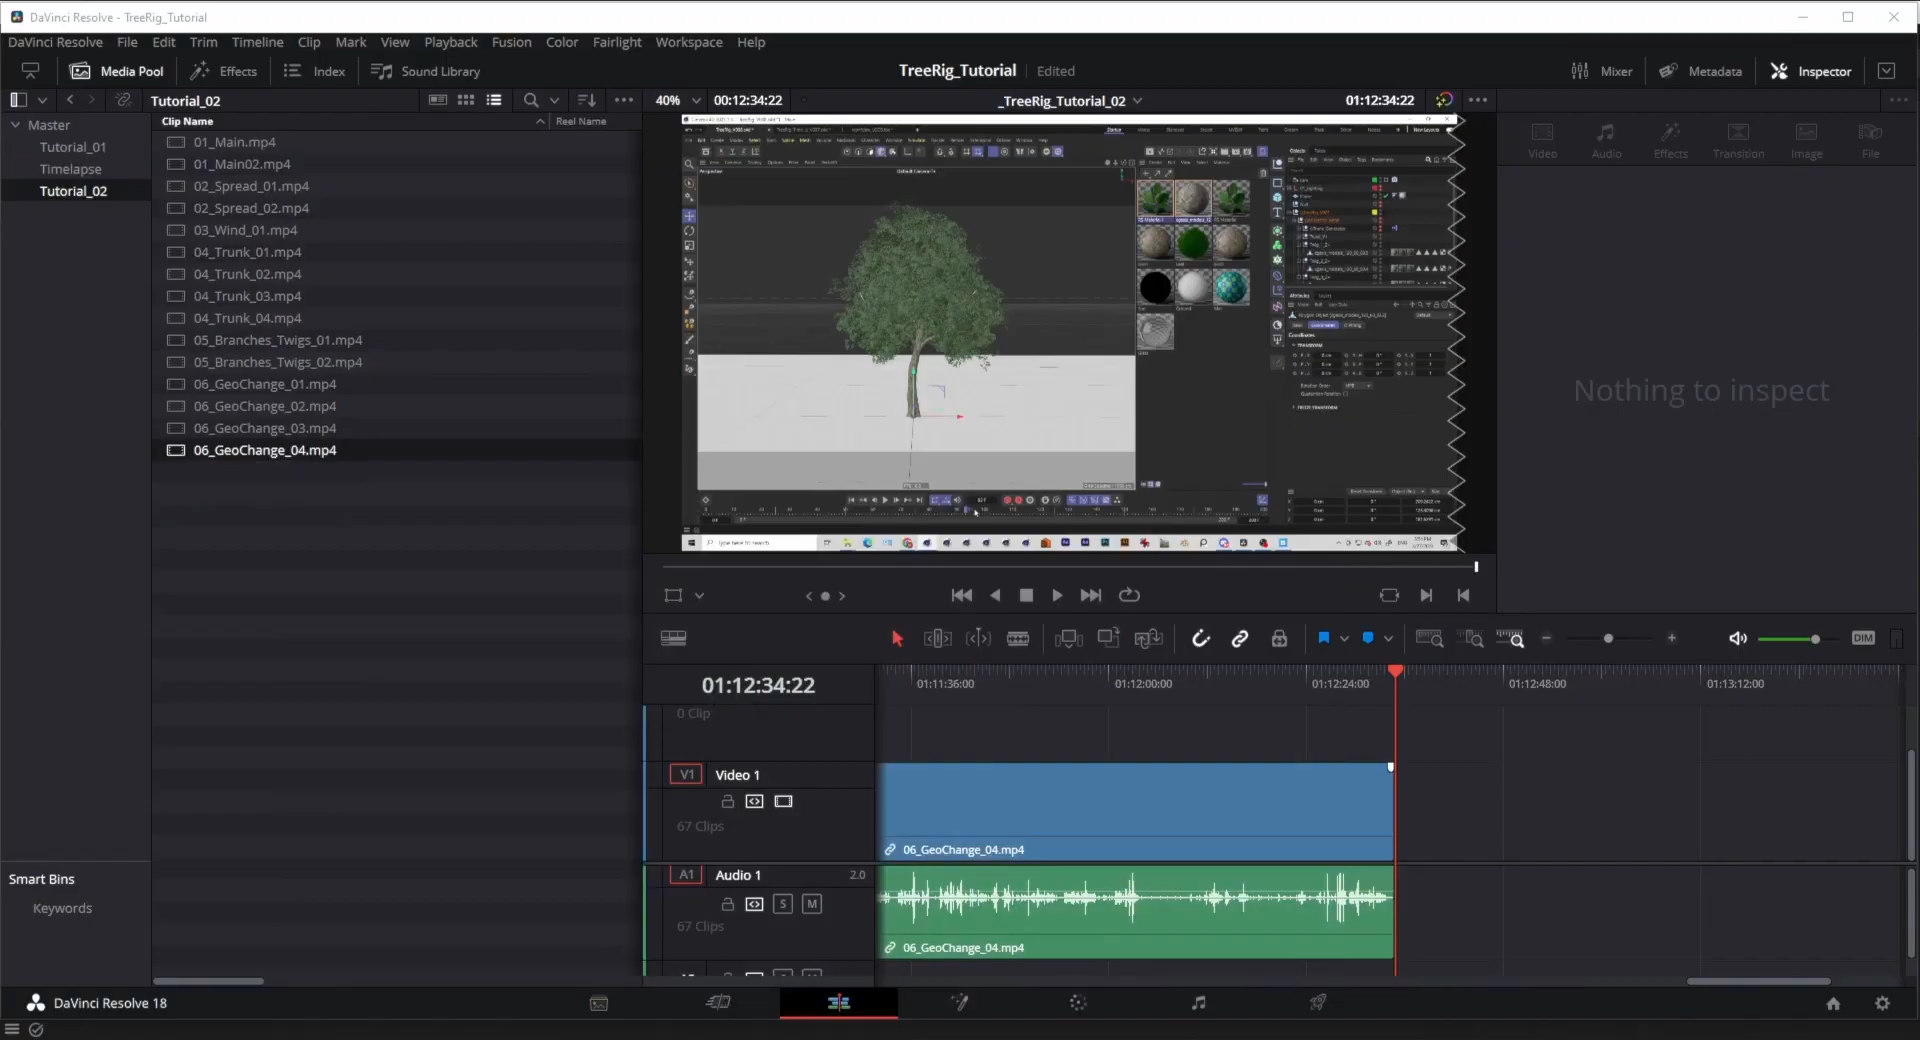 DaVinci Resolve - TreeRig_Tutorial
DaVinci Resolve File Edit Trim Timeline Clip Mark View Playback Fusion Color Fairlight Workspace Help
Media Pool Effects Index Sound Library TreeRig_Tutorial Edited Mixer Metadata Inspector
Tutorial_02 40% 00:12:34:22 _TreeRig_Tutorial_02 01:12:34:22
Master
Tutorial_01
Timelapse
Tutorial_02
Clip Name Reel Name
01_Main.mp4
01_Main02.mp4
02_Spread_01.mp4
02_Spread_02.mp4
03_Wind_01.mp4
04_Trunk_01.mp4
04_Trunk_02.mp4
04_Trunk_03.mp4
04_Trunk_04.mp4
05_Branches_Twigs_01.mp4
05_Branches_Twigs_02.mp4
06_GeoChange_01.mp4
06_GeoChange_02.mp4
06_GeoChange_03.mp4
06_GeoChange_04.mp4
Perspective
Type here to search
Video Audio Effects Transition Image File
Nothing to inspect
DIM
01:12:34:22 01:11:36:00 01:12:00:00 01:12:24:00 01:12:48:00 01:13:12:00
0 Clip
V1 Video 1
67 Clips
06_GeoChange_04.mp4
A1 Audio 1 2.0
S M
67 Clips
06_GeoChange_04.mp4
Smart Bins
Keywords
DaVinci Resolve 18